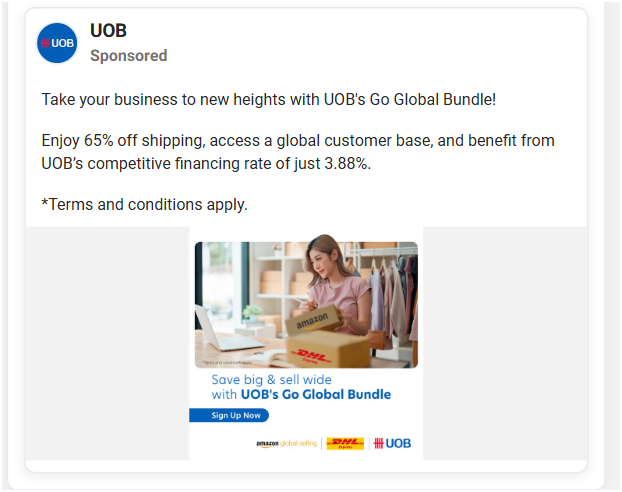 UOB
UOB
Sponsored
Take your business to new heights with UOB's Go Global Bundle!
Enjoy 65% off shipping, access a global customer base, and benefit from
UOB’s competitive financing rate of just 3.88%.
*Terms and conditions apply.
amazon
DHL
Express
*Terms and conditions apply
Save big & sell wide
with UOB's Go Global Bundle
Sign Up Now
amazon global selling
DHL
Express
UOB